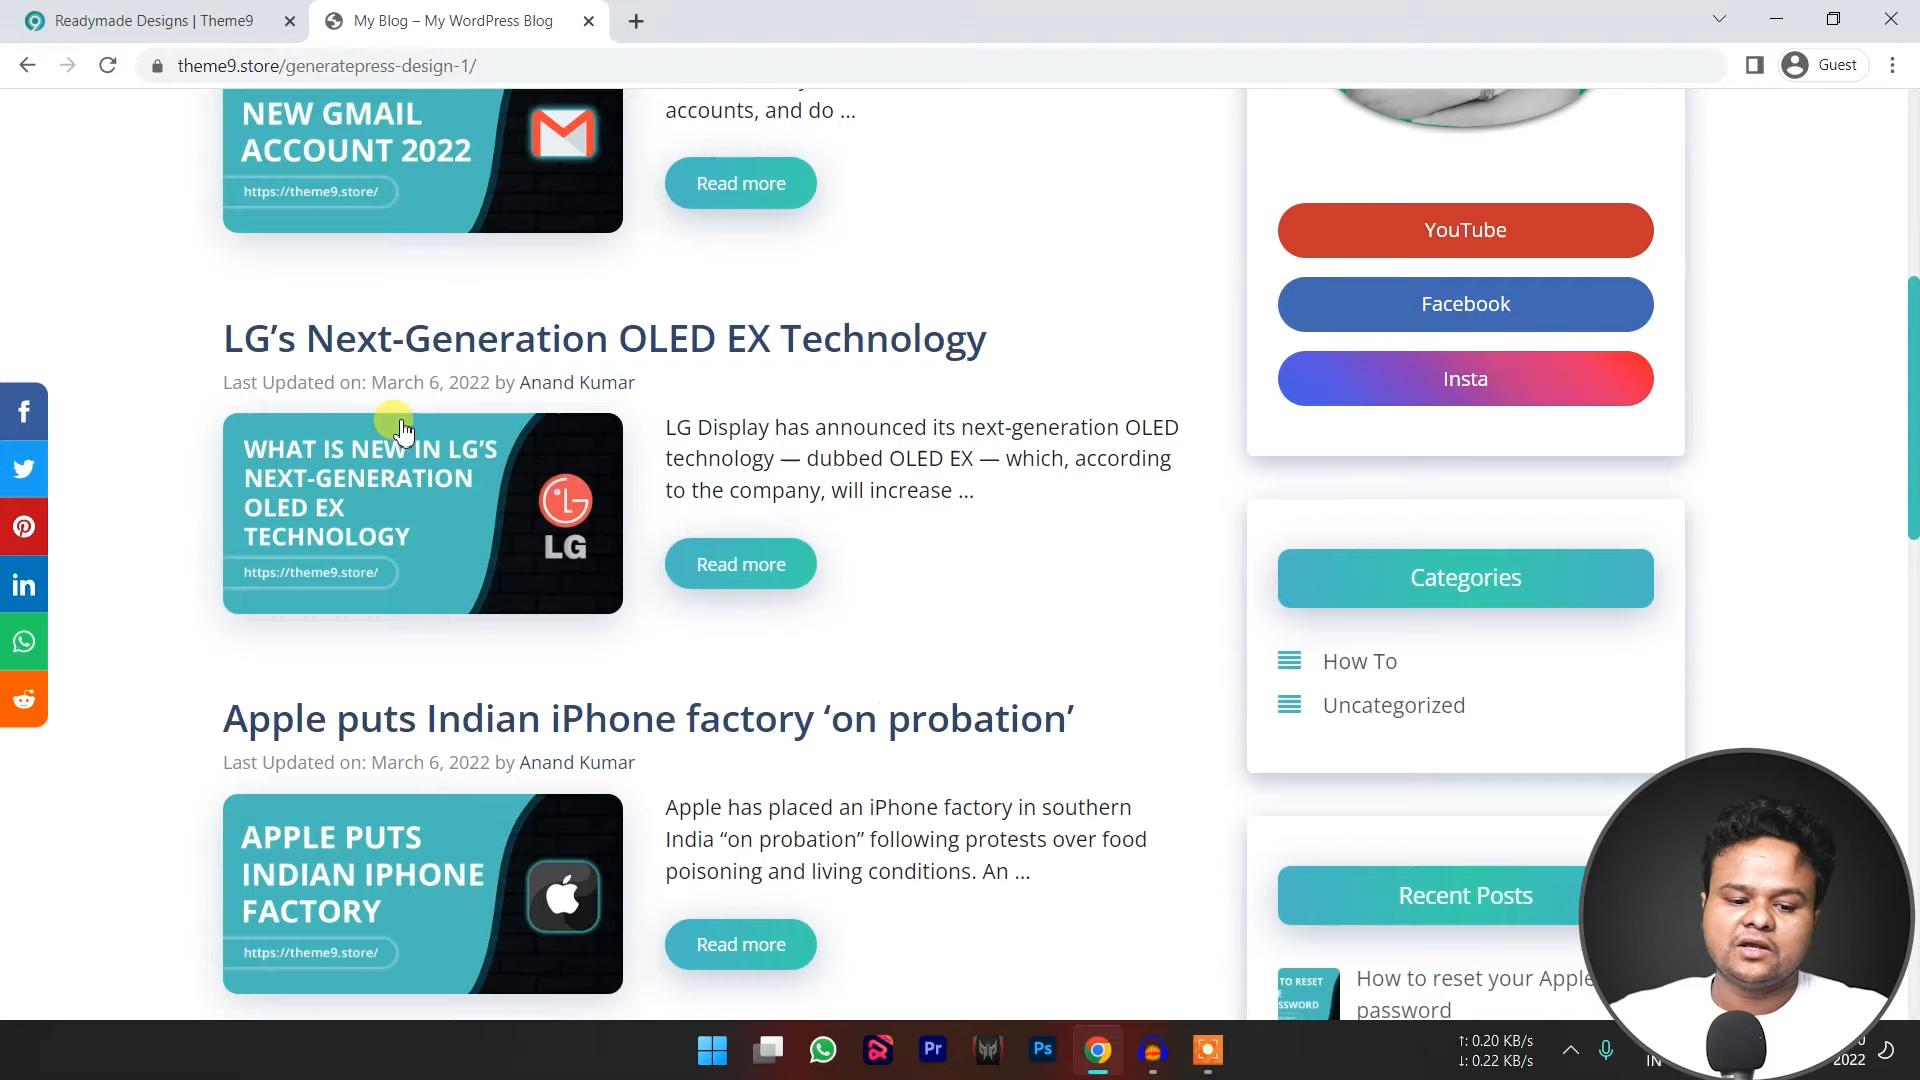 Readymade Designs | Theme9
My Blog – My WordPress Blog
theme9.store/generatepress-design-1/
Guest
NEW GMAIL
ACCOUNT 2022
https://theme9.store/
accounts, and do ...
Read more
LG’s Next-Generation OLED EX Technology
Last Updated on: March 6, 2022 by Anand Kumar
WHAT IS NEW IN LG’S
NEXT-GENERATION
OLED EX
TECHNOLOGY
https://theme9.store/
LG
LG Display has announced its next-generation OLED
technology — dubbed OLED EX — which, according
to the company, will increase ...
Read more
Apple puts Indian iPhone factory ‘on probation’
Last Updated on: March 6, 2022 by Anand Kumar
APPLE PUTS
INDIAN IPHONE
FACTORY
https://theme9.store/
Apple has placed an iPhone factory in southern
India “on probation” following protests over food
poisoning and living conditions. An ...
Read more
YouTube
Facebook
Insta
Categories
How To
Uncategorized
Recent Posts
TO RESET
SSWORD
How to reset your Apple
password
Pr
Ps
↑: 0.20 KB/s
↓: 0.22 KB/s
IN
2022